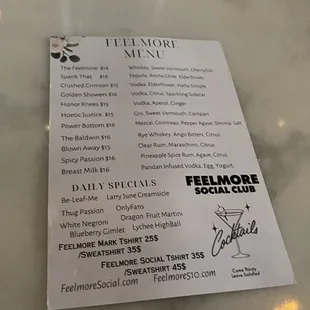 FEELMORE
MENU
The Feelmore $16 Whiskey, Sweet Vermouth, Cherryliza
Spank That $16 Tequila, Ancho Chile, Elderflower
Crushed Crimson $15 Vodka, Elderflower, Hella Simple
Golden Showers $16 Vodka, Citrus, Sparkling Sidelar
Honor Knees $15 Vodka, Aperol, Ginger
Hoetic Justice $15 Gin, Sweet Vermouth, Campari
Power Bottom $16 Mezcal, Cointreau, Pepper Agave, Shrimp Salt
The Baldwin $16 Rye Whiskey, Ango Bitters, Citrus
Blown Away $15 Clear Rum, Maraschino, Citrus
Spicy Passion $16 Pineapple Spice Rum, Agave, Citrus
Breast Milk $16 Pandan Infused Vodka, Egg, Yogurt,
DAILY SPECIALS
Be-Leaf-Me Larry June Creamsicle
Thug Passion OnlyFans
White Negroni Dragon Fruit Martini
Blueberry Gimlet Lychee HighBall
FEELMORE MARK TSHIRT 25$
/SWEATSHIRT 35$
FEELMORE SOCIAL TSHIRT 35$
/SWEATSHIRT 45$
FeelmoreSocial.com Feelmore510.com
FEELMORE
SOCIAL CLUB
Cocktails
Come Thirsty
Leave Satisfied